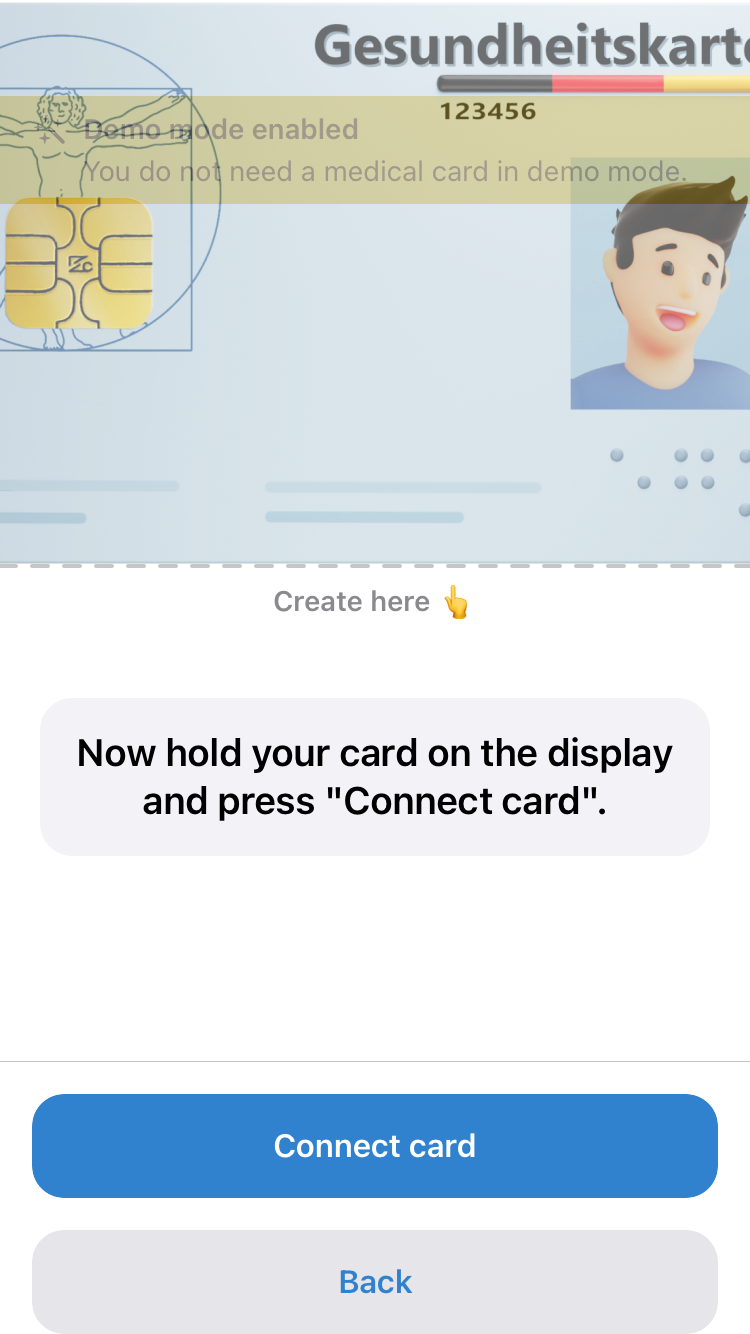 Gesundheitskarte
123456
Demo mode enabled
You do not need a medical card in demo mode.
Create here 👆
Now hold your card on the display
and press "Connect card".
Connect card
Back